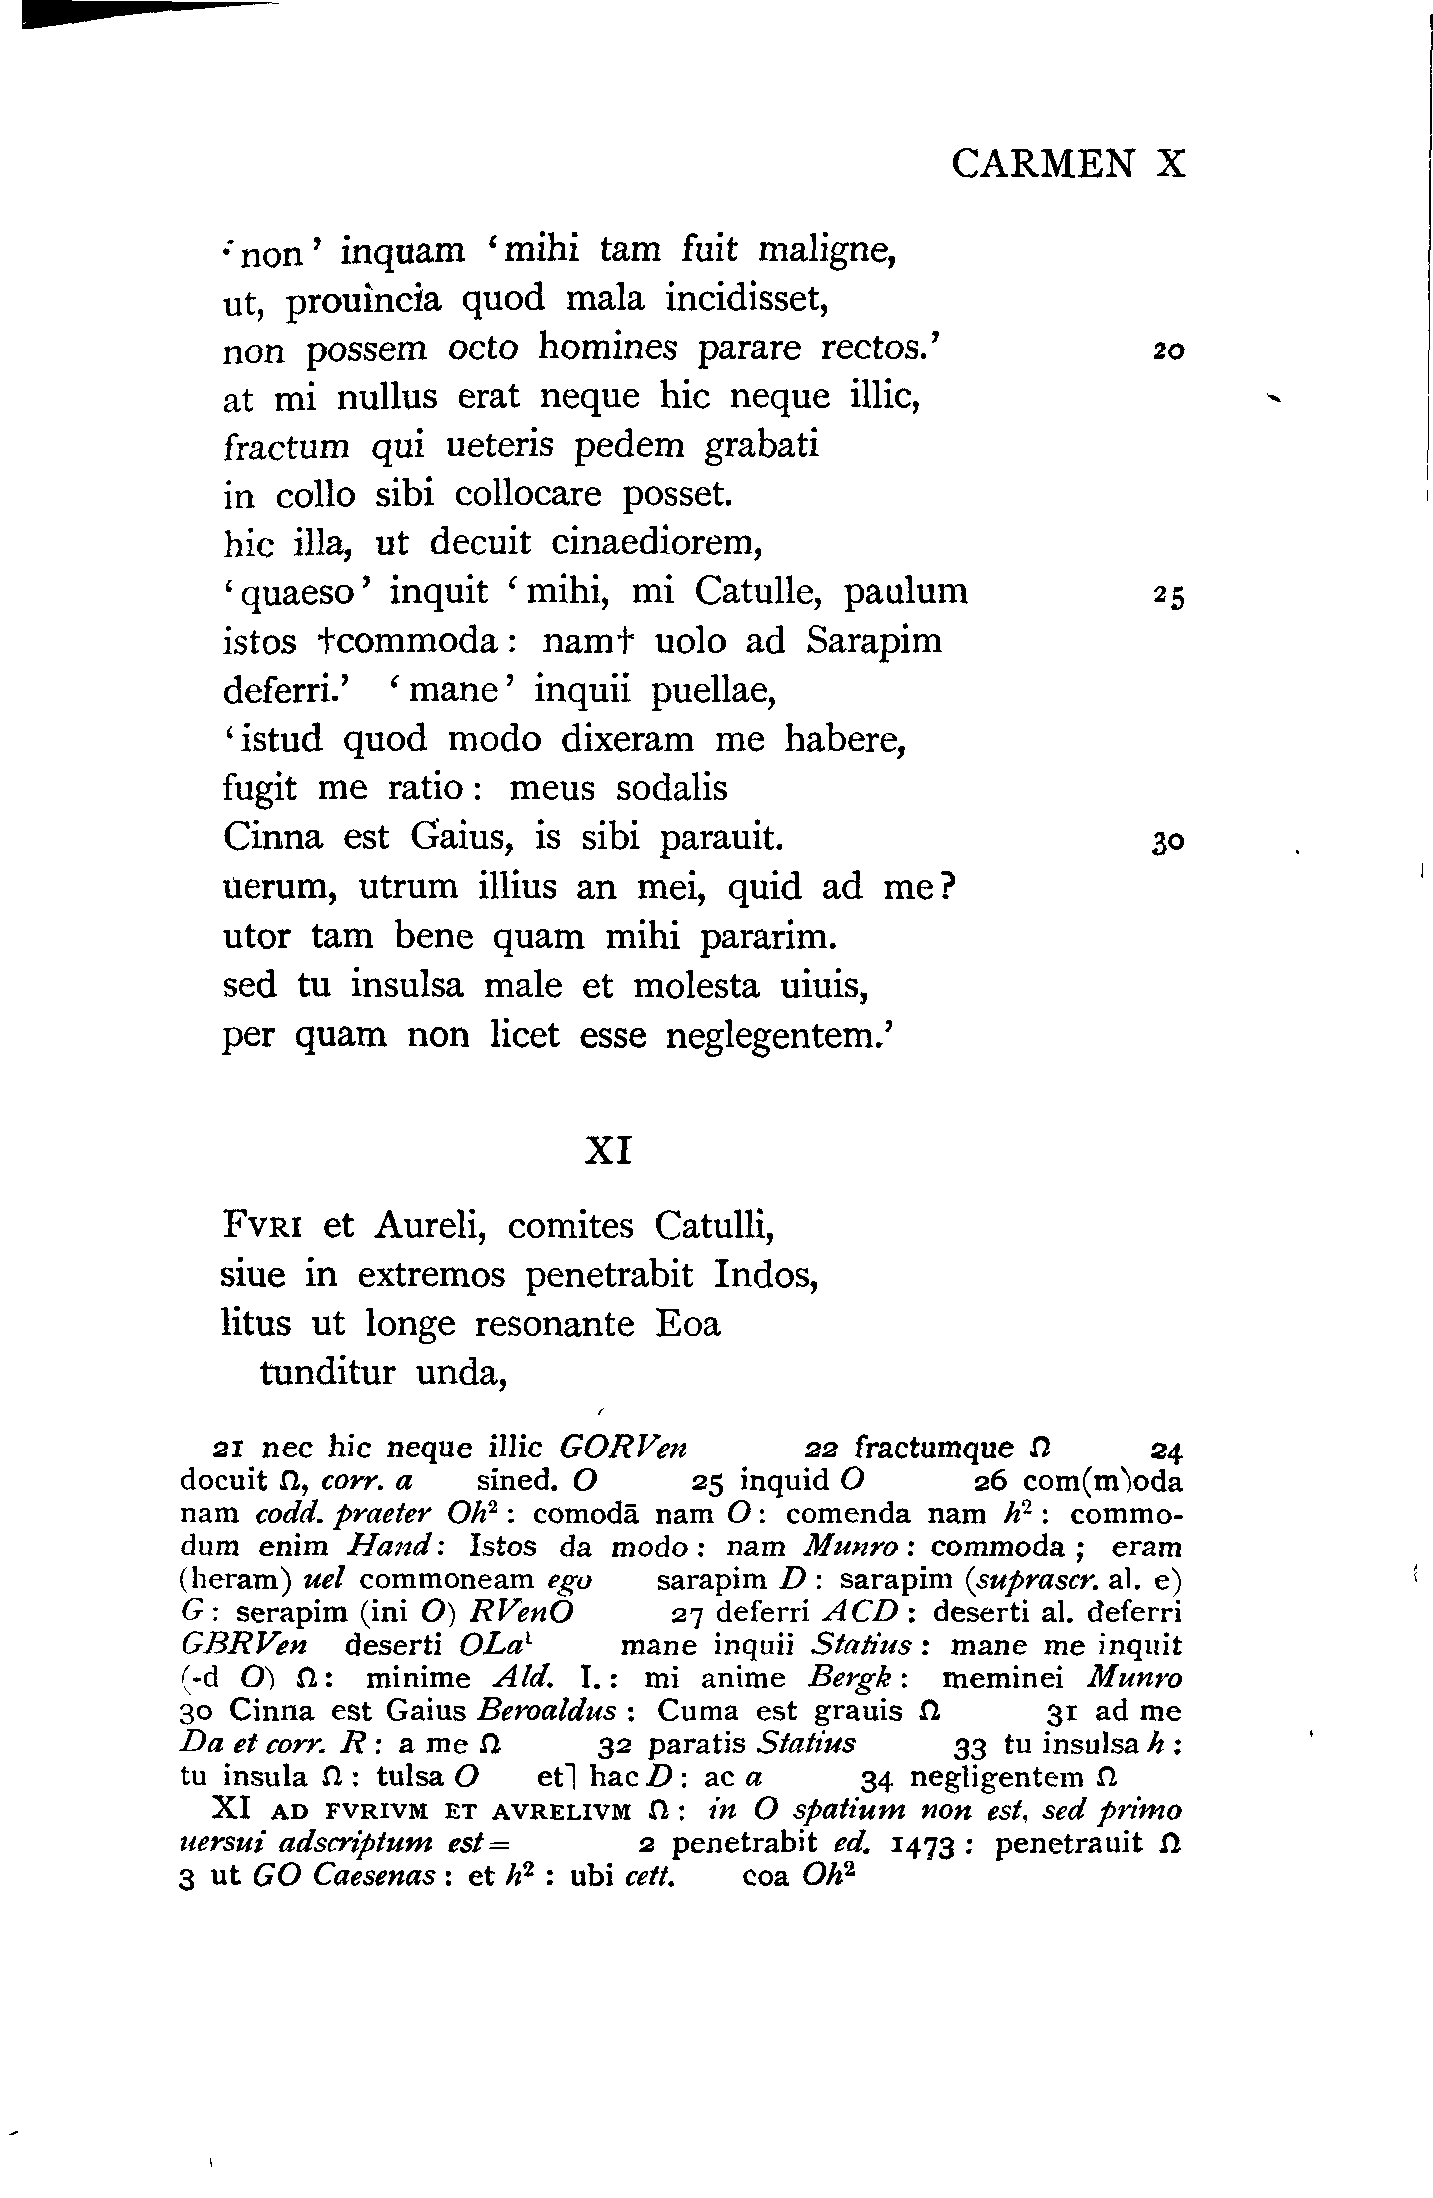 CARMEN X
‘non’ inquam ‘mihi tam fuit maligne,
ut, prouincia quod mala incidisset,
non possem octo homines parare rectos.’ 20
at mi nullus erat neque hic neque illic,
fractum qui ueteris pedem grabati
in collo sibi collocare posset.
hic illa, ut decuit cinaediorem,
‘quaeso’ inquit ‘mihi, mi Catulle, paulum 25
istos †commoda: nam† uolo ad Sarapim
deferri.’ ‘mane’ inquii puellae,
‘istud quod modo dixeram me habere,
fugit me ratio: meus sodalis
Cinna est Gaius, is sibi parauit. 30
uerum, utrum illius an mei, quid ad me?
utor tam bene quam mihi pararim.
sed tu insulsa male et molesta uiuis,
per quam non licet esse neglegentem.’
XI
FVRI et Aureli, comites Catulli,
siue in extremos penetrabit Indos,
litus ut longe resonante Eoa
tunditur unda,
21 nec hic neque illic GORVen 22 fractumque Ω 24
docuit Ω, corr. a sined. O 25 inquid O 26 com(m)oda
nam codd. praeter Oh²: comodā nam O: comenda nam h²: commo-
dum enim Hand: Istos da modo: nam Munro: commoda; eram
(heram) uel commoneam ego sarapim D: sarapim (suprascr. al. e)
G: serapim (ini O) RVenO 27 deferri ACD: deserti al. deferri
GBRVen deserti OLa¹ mane inquii Statius: mane me inquit
(-d O) Ω: minime Ald. I.: mi anime Bergk: meminei Munro
30 Cinna est Gaius Beroaldus: Cuma est grauis Ω 31 ad me
Da et corr. R: a me Ω 32 paratis Statius 33 tu insulsa h:
tu insula Ω: tulsa O et] hac D: ac a 34 negligentem Ω
XI AD FVRIVM ET AVRELIVM Ω: in O spatium non est, sed primo
uersui adscriptum est = 2 penetrabit ed. 1473: penetrauit Ω
3 ut GO Caesenas: et h²: ubi cett. coa Oh²